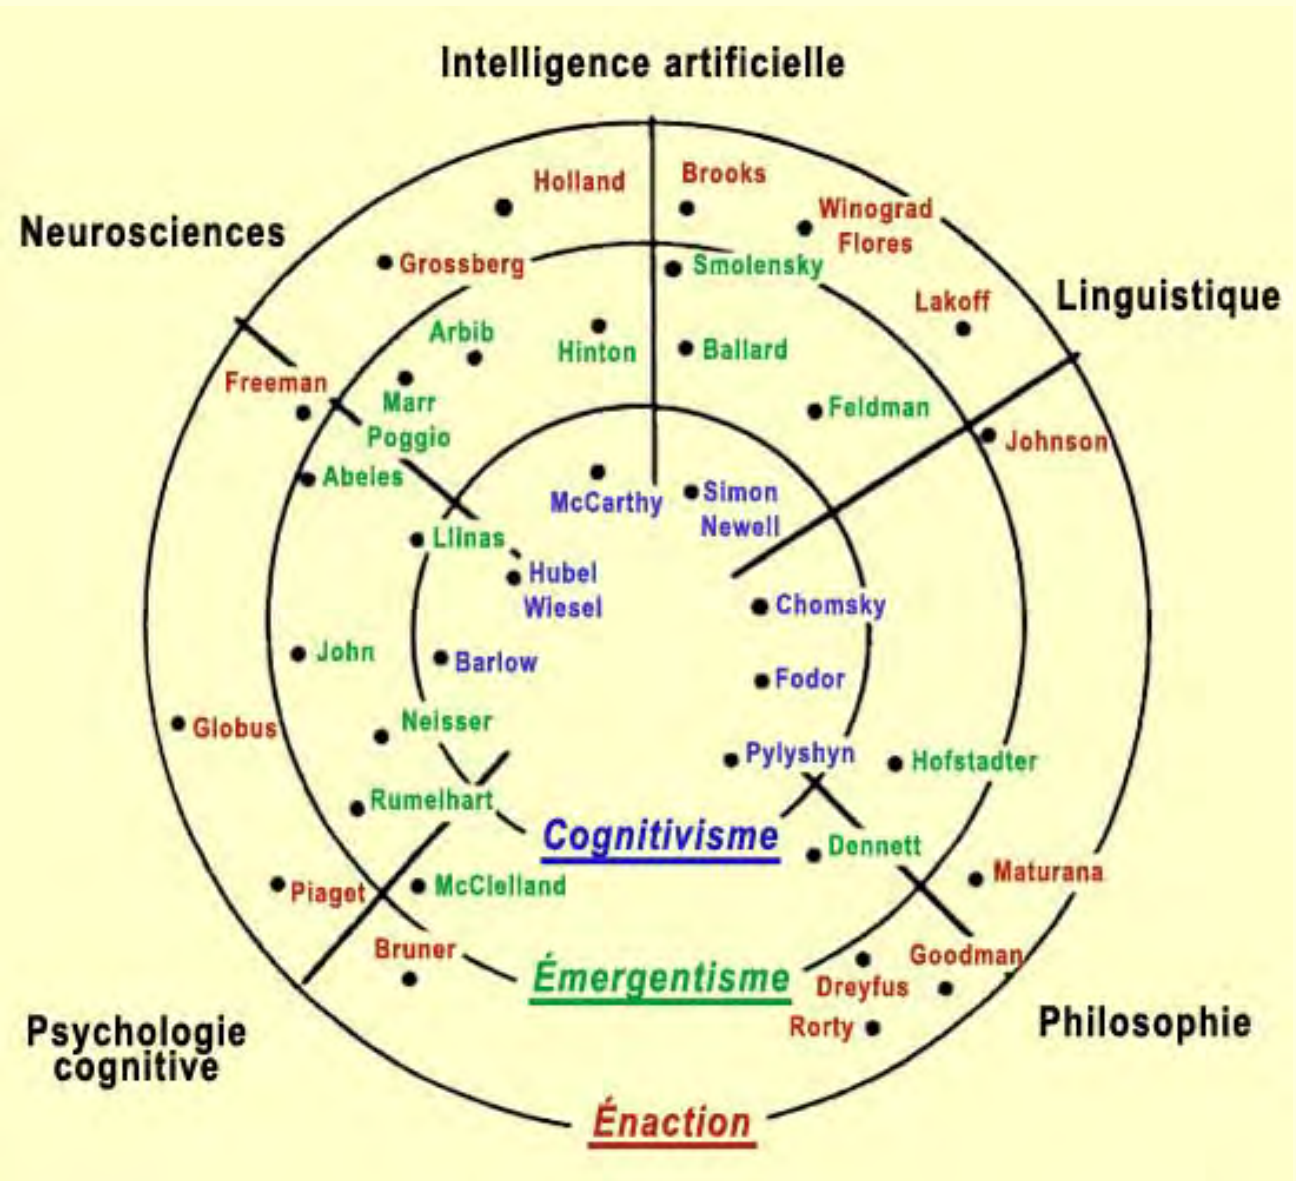 Intelligence artificielle
Holland
Brooks
Winograd
Flores
Neurosciences
Grossberg
Smolensky
Linguistique
Lakoff
Arbib
Hinton
Ballard
Freeman
Marr
Poggio
Feldman
Johnson
Abeles
McCarthy
Simon
Newell
Llinas
Hubel
Wiesel
Chomsky
John
Barlow
Fodor
Globus
Neisser
Pylyshyn
Hofstadter
Rumelhart
Cognitivisme
Dennett
Piaget
McClelland
Maturana
Bruner
Émergentisme
Goodman
Dreyfus
Rorty
Psychologie
cognitive
Philosophie
Énaction